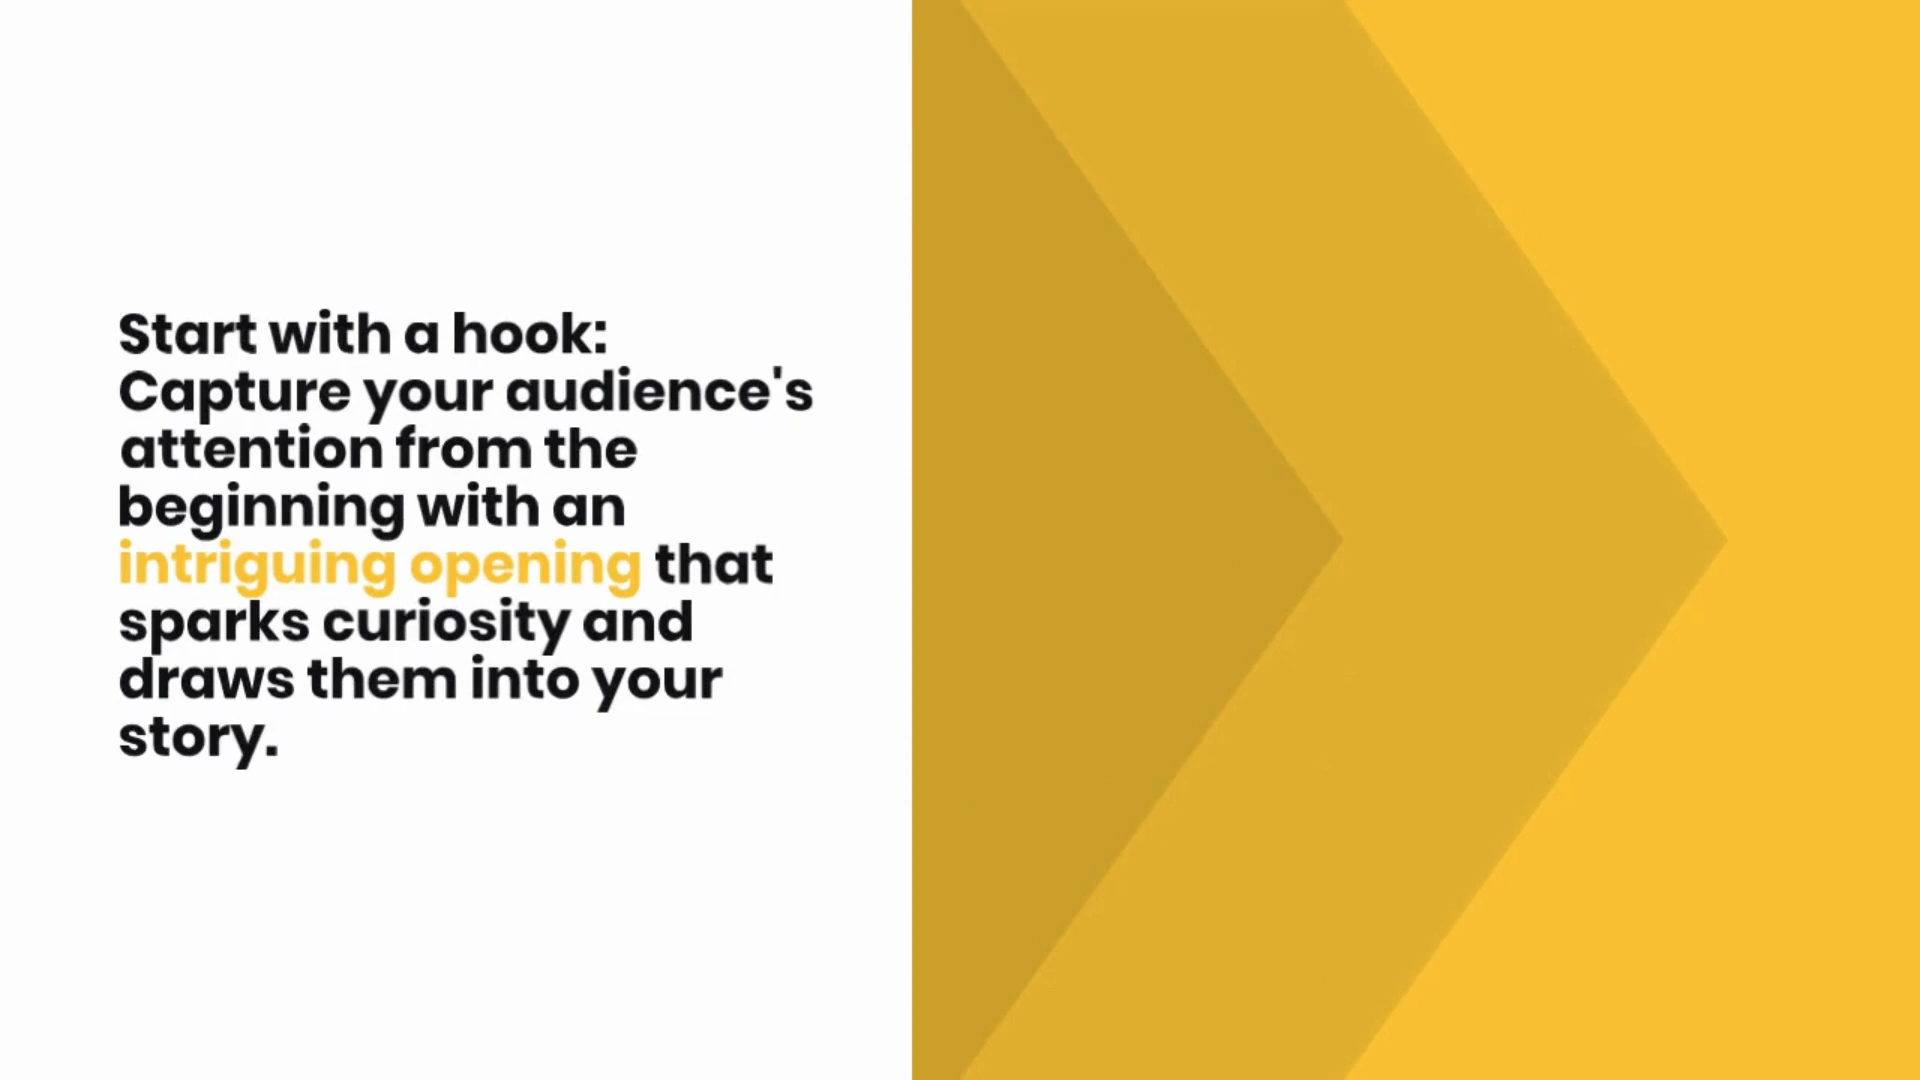 Start with a hook:
Capture your audience's
attention from the
beginning with an
intriguing opening that
sparks curiosity and
draws them into your
story.